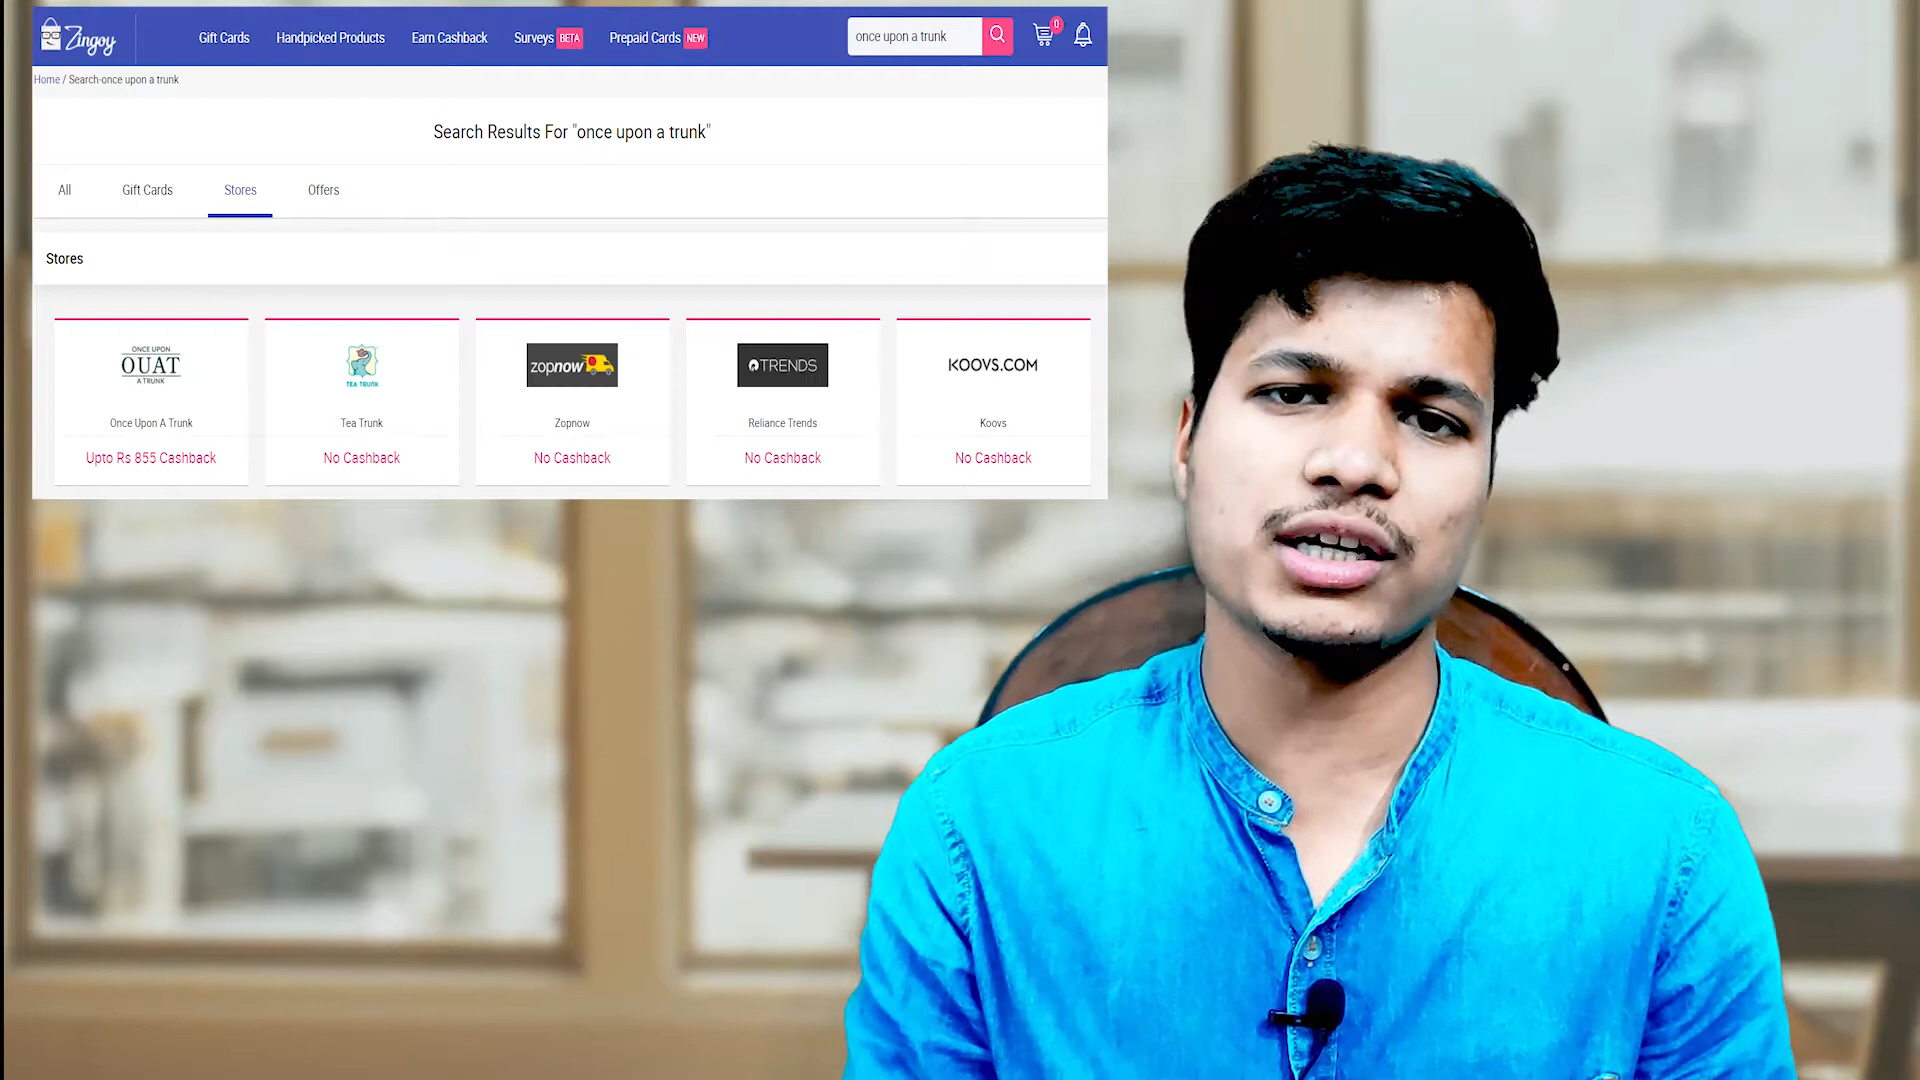 Zingoy
Gift Cards
Handpicked Products
Earn Cashback
Surveys BETA
Prepaid Cards NEW
once upon a trunk
0
Home / Search-once upon a trunk
Search Results For "once upon a trunk"
All
Gift Cards
Stores
Offers
Stores
ONCE UPON
OUAT
A TRUNK
Once Upon A Trunk
Upto Rs 855 Cashback
TEA TRUNK
Tea Trunk
No Cashback
zopnow
Zopnow
No Cashback
TRENDS
Reliance Trends
No Cashback
KOOVS.COM
Koovs
No Cashback